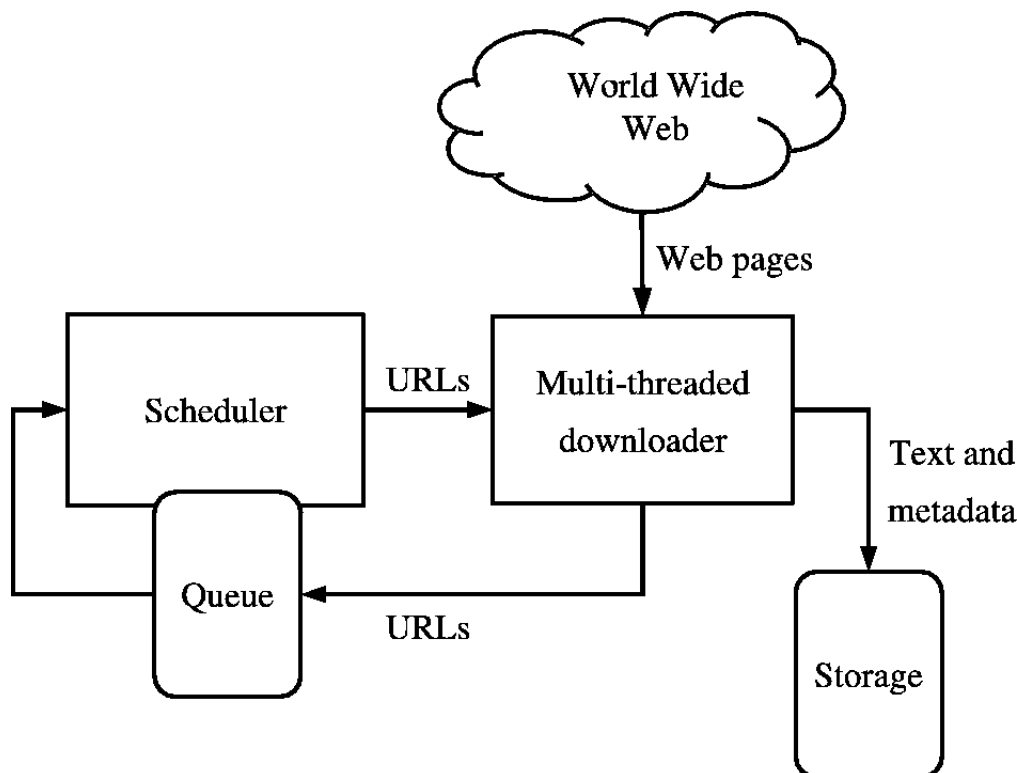 World Wide
Web
Web pages
URLs
Scheduler
Multi-threaded
downloader
Text and
metadata
Queue
URLs
Storage